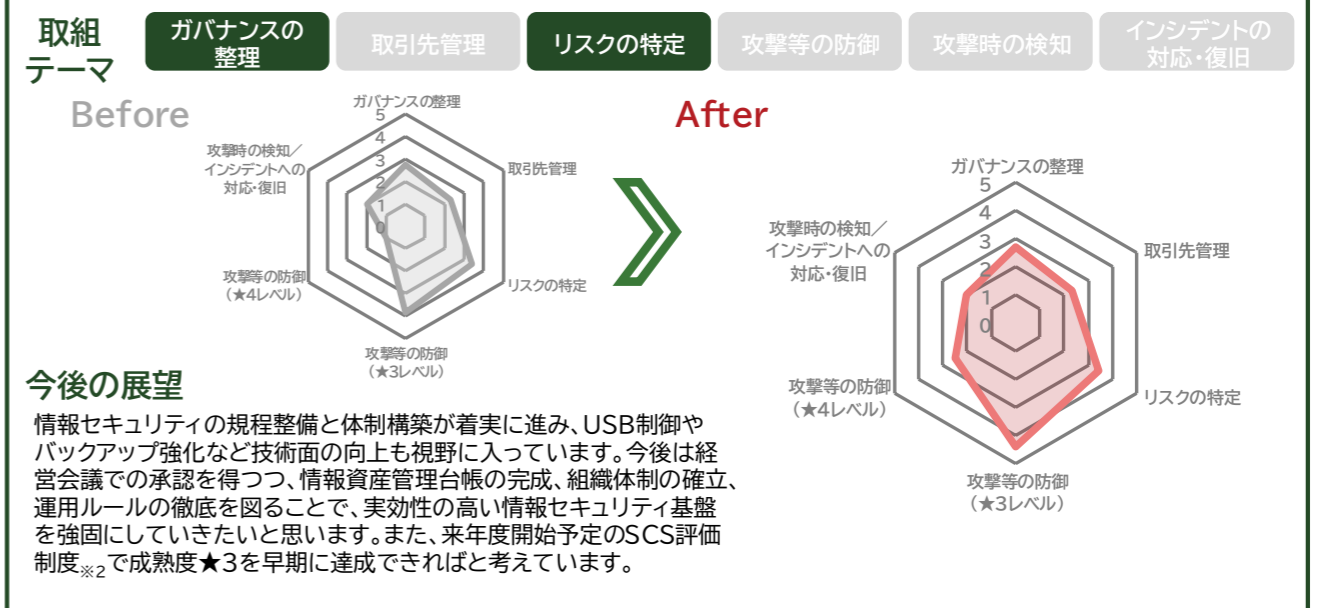 取組
テーマ
ガバナンスの
整理
取引先管理
リスクの特定
攻撃等の防御
攻撃時の検知
インシデントの
対応・復旧
Before
ガバナンスの整理
5
4
3
2
1
0
取引先管理
リスクの特定
攻撃等の防御
（★3レベル）
攻撃等の防御
（★4レベル）
攻撃時の検知／
インシデントへの
対応・復旧
After
ガバナンスの整理
5
4
3
2
1
0
取引先管理
リスクの特定
攻撃等の防御
（★3レベル）
攻撃等の防御
（★4レベル）
攻撃時の検知／
インシデントへの
対応・復旧
今後の展望
情報セキュリティの規程整備と体制構築が着実に進み、USB制御や
バックアップ強化など技術面の向上も視野に入っています。今後は経
営会議での承認を得つつ、情報資産管理台帳の完成、組織体制の確立、
運用ルールの徹底を図ることで、実効性の高い情報セキュリティ基盤
を強固にしていきたいと思います。また、来年度開始予定のSCS評価
制度※2で成熟度★3を早期に達成できればと考えています。